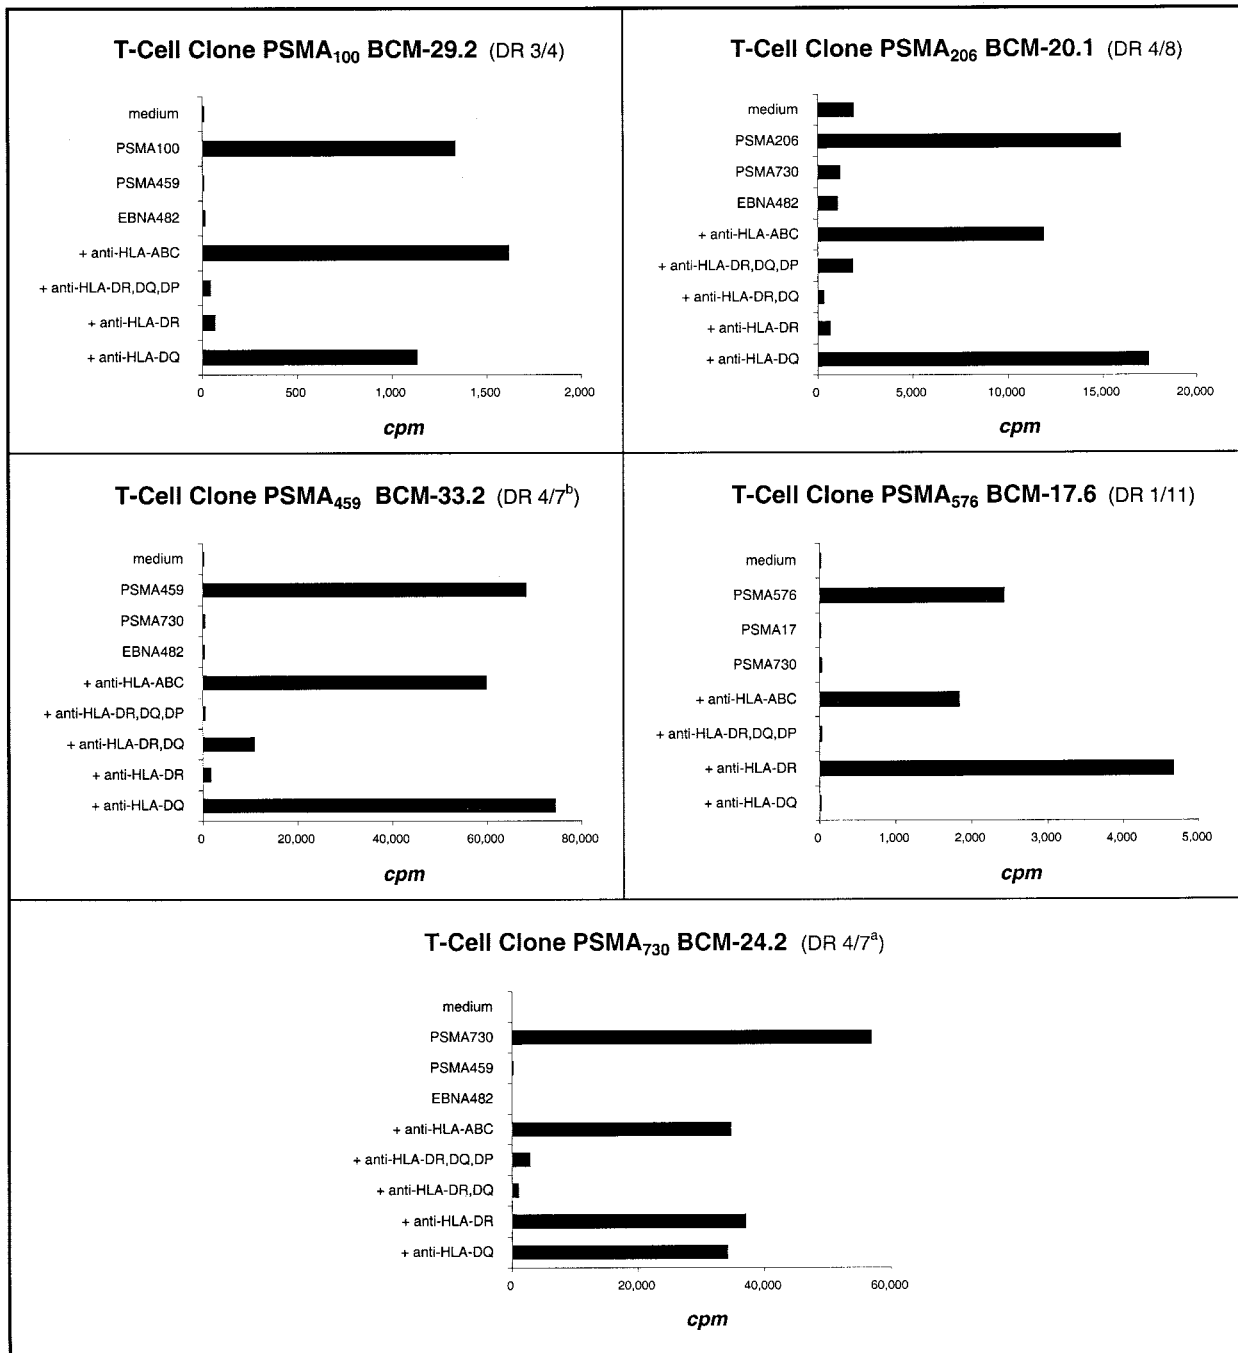 T-Cell Clone PSMA100 BCM-29.2 (DR 3/4)
medium
PSMA100
PSMA459
EBNA482
+ anti-HLA-ABC
+ anti-HLA-DR,DQ,DP
+ anti-HLA-DR
+ anti-HLA-DQ
0 500 1,000 1,500 2,000
cpm
T-Cell Clone PSMA206 BCM-20.1 (DR 4/8)
medium
PSMA206
PSMA730
EBNA482
+ anti-HLA-ABC
+ anti-HLA-DR,DQ,DP
+ anti-HLA-DR,DQ
+ anti-HLA-DR
+ anti-HLA-DQ
0 5,000 10,000 15,000 20,000
cpm
T-Cell Clone PSMA459 BCM-33.2 (DR 4/7b)
medium
PSMA459
PSMA730
EBNA482
+ anti-HLA-ABC
+ anti-HLA-DR,DQ,DP
+ anti-HLA-DR,DQ
+ anti-HLA-DR
+ anti-HLA-DQ
0 20,000 40,000 60,000 80,000
cpm
T-Cell Clone PSMA576 BCM-17.6 (DR 1/11)
medium
PSMA576
PSMA17
PSMA730
+ anti-HLA-ABC
+ anti-HLA-DR,DQ,DP
+ anti-HLA-DR
+ anti-HLA-DQ
0 1,000 2,000 3,000 4,000 5,000
cpm
T-Cell Clone PSMA730 BCM-24.2 (DR 4/7a)
medium
PSMA730
PSMA459
EBNA482
+ anti-HLA-ABC
+ anti-HLA-DR,DQ,DP
+ anti-HLA-DR,DQ
+ anti-HLA-DR
+ anti-HLA-DQ
0 20,000 40,000 60,000
cpm